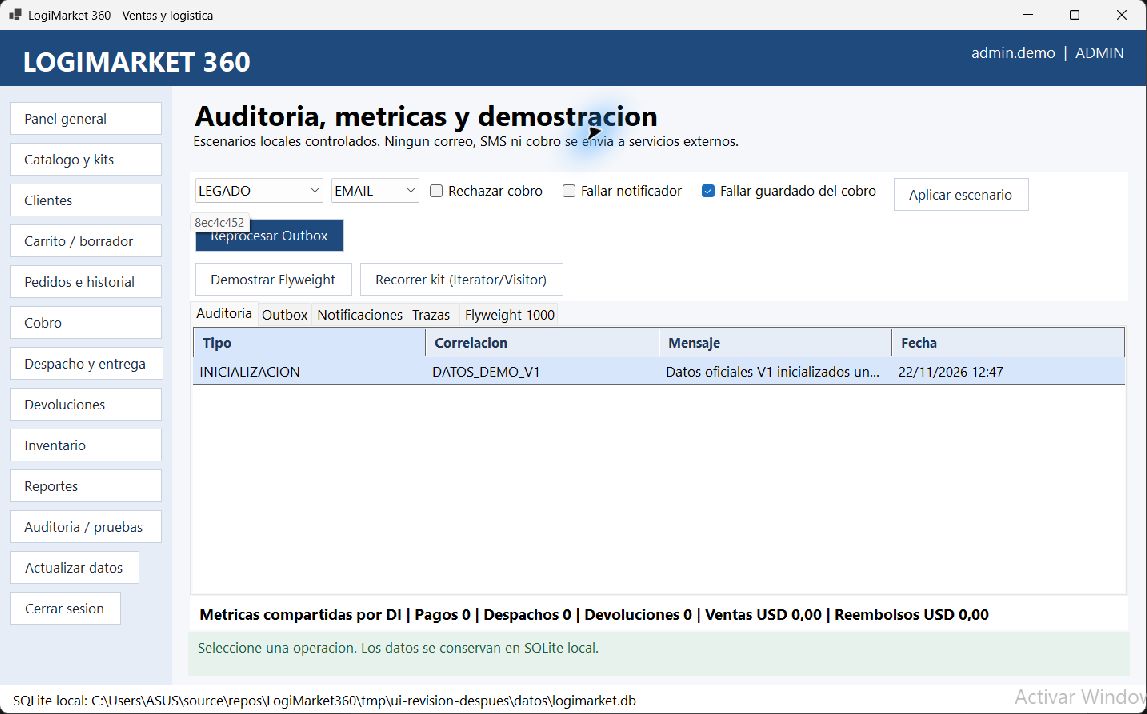 LogiMarket 360 - Ventas y logistica
LOGIMARKET 360
admin.demo | ADMIN
Panel general
Catalogo y kits
Clientes
Carrito / borrador
Pedidos e historial
Cobro
Despacho y entrega
Devoluciones
Inventario
Reportes
Auditoria / pruebas
Actualizar datos
Cerrar sesion
Auditoria, metricas y demostracion
Escenarios locales controlados. Ningun correo, SMS ni cobro se envia a servicios externos.
LEGADO EMAIL Rechazar cobro Fallar notificador Fallar guardado del cobro Aplicar escenario
8ec4c452
Reprocesar Outbox
Demostrar Flyweight Recorrer kit (Iterator/Visitor)
Auditoria Outbox Notificaciones Trazas Flyweight 1000
Tipo Correlacion Mensaje Fecha
INICIALIZACION DATOS_DEMO_V1 Datos oficiales V1 inicializados un... 22/11/2026 12:47
Metricas compartidas por DI | Pagos 0 | Despachos 0 | Devoluciones 0 | Ventas USD 0,00 | Reembolsos USD 0,00
Seleccione una operacion. Los datos se conservan en SQLite local.
SQLite local: C:\Users\ASUS\source\repos\LogiMarket360\tmp\ui-revision-despues\datos\logimarket.db
Activar Window